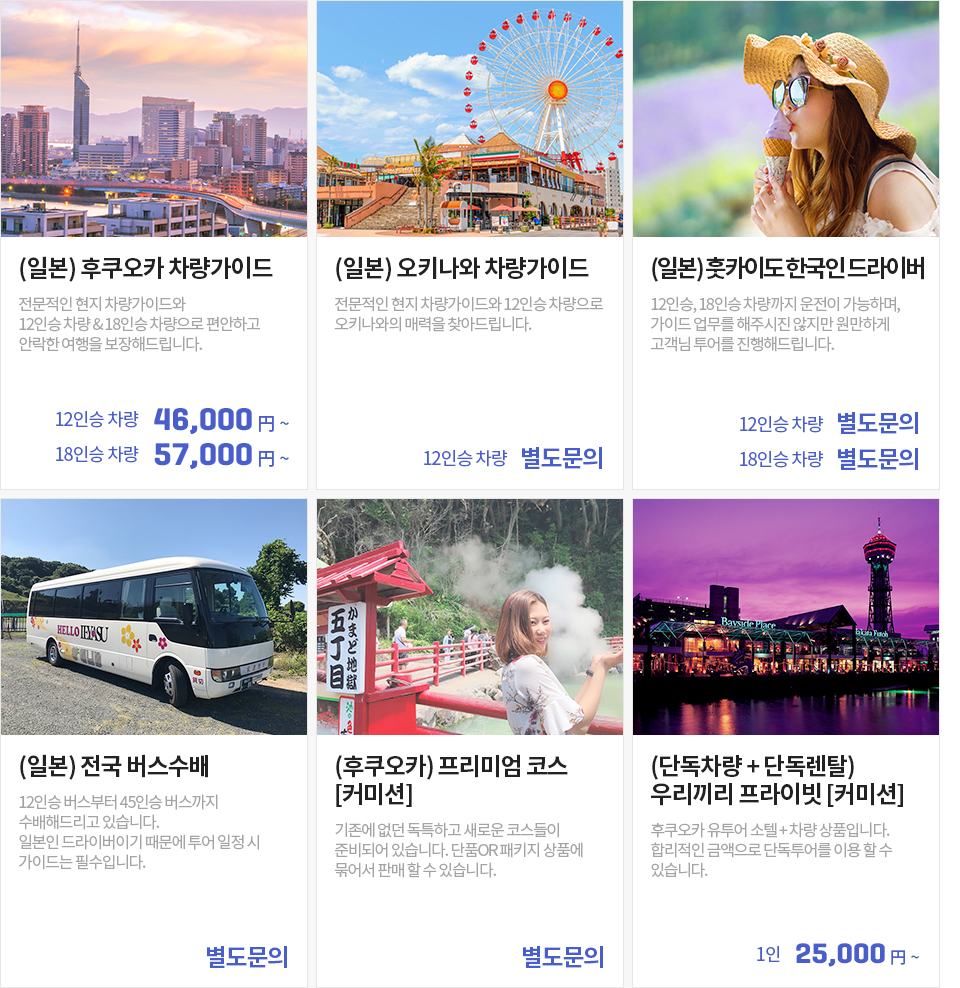 (일본) 후쿠오카 차량가이드
전문적인 현지 차량가이드와
12인승 차량 & 18인승 차량으로 편안하고
안락한 여행을 보장해드립니다.
12인승 차량 46,000 円 ~
18인승 차량 57,000 円 ~
(일본) 오키나와 차량가이드
전문적인 현지 차량가이드와 12인승 차량으로
오키나와의 매력을 찾아드립니다.
12인승 차량 별도문의
(일본) 홋카이도 한국인 드라이버
12인승, 18인승 차량까지 운전이 가능하며,
가이드 업무를 해주시진 않지만 원만하게
고객님 투어를 진행해드립니다.
12인승 차량 별도문의
18인승 차량 별도문의
HELLO IEYASU
(일본) 전국 버스수배
12인승 버스부터 45인승 버스까지
수배해드리고 있습니다.
일본인 드라이버이기 때문에 투어 일정 시
가이드는 필수입니다.
별도문의
かまど地獄
五丁目
(후쿠오카) 프리미엄 코스
[커미션]
기존에 없던 독특하고 새로운 코스들이
준비되어 있습니다. 단품OR 패키지 상품에
묶어서 판매 할 수 있습니다.
별도문의
Bayside Place
Hakata Futoh
(단독차량 + 단독렌탈)
우리끼리 프라이빗 [커미션]
후쿠오카 유투어 소텔 + 차량 상품입니다.
합리적인 금액으로 단독투어를 이용 할 수
있습니다.
1인 25,000 円 ~